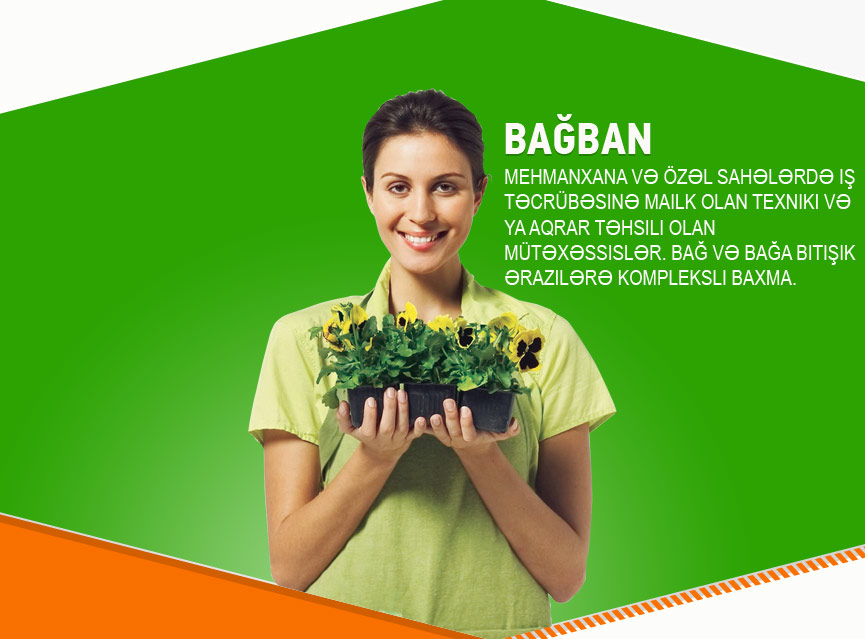 BAĞBAN
MEHMANXANA VƏ ÖZƏL SAHƏLƏRDƏ IŞ
TƏCRÜBƏSINƏ MAILK OLAN TEXNIKI VƏ
YA AQRAR TƏHSILI OLAN
MÜTƏXƏSSISLƏR. BAĞ VƏ BAĞA BITIŞIK
ƏRAZILƏRƏ KOMPLEKSLI BAXMA.